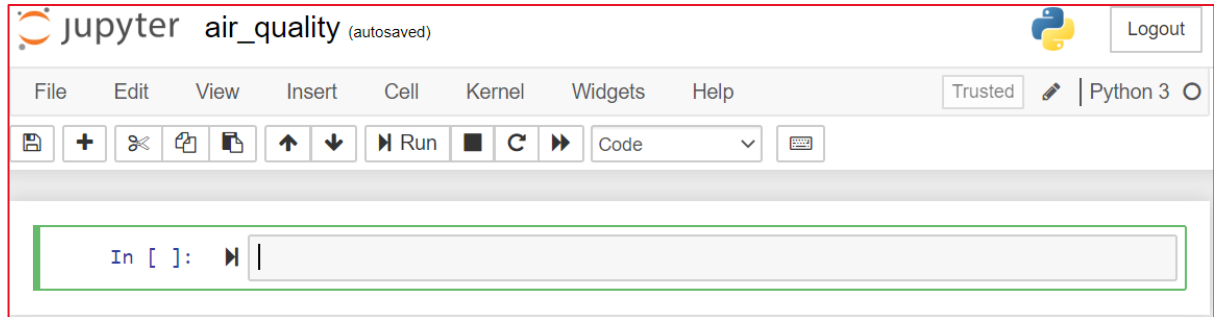 jupyter air_quality (autosaved) Logout
File Edit View Insert Cell Kernel Widgets Help Trusted Python 3
Run Code
In [ ]: